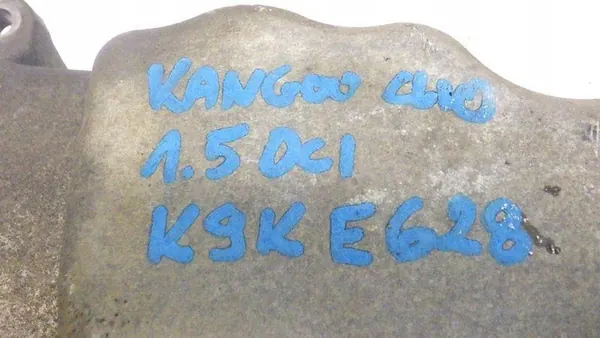 KANGOO CLIO
1.5 DCI
K9K E628